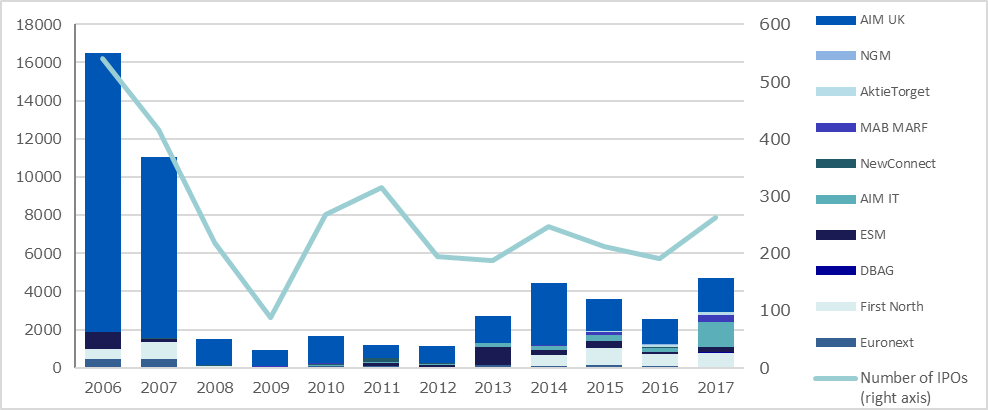 18000
16000
14000
12000
10000
8000
6000
4000
2000
0
600
500
400
300
200
100
0
2006 2007 2008 2009 2010 2011 2012 2013 2014 2015 2016 2017
AIM UK
NGM
AktieTorget
MAB MARF
NewConnect
AIM IT
ESM
DBAG
First North
Euronext
Number of IPOs
(right axis)